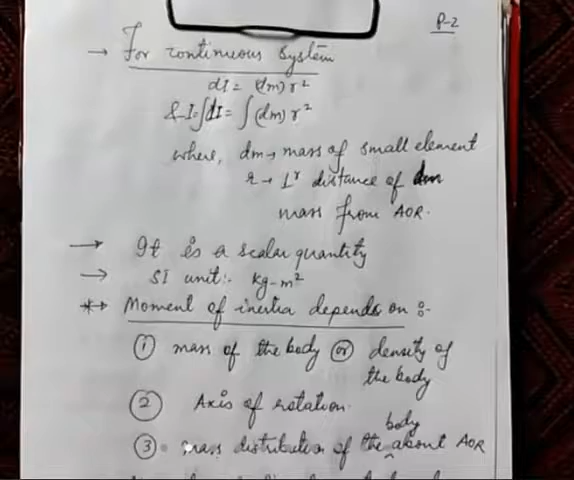 P-2
→ For continuous System
dI = (dm) r²
& I = ∫dI = ∫(dm) r²
where, dm → mass of small element
r → ⊥r distance of dm
mass from AOR.
→ It is a scalar quantity
→ SI unit:- kg-m²
*→ Moment of inertia depends on :-
① mass of the body or density of
the body
② Axis of rotation.
③ mass distribution of the body about AOR